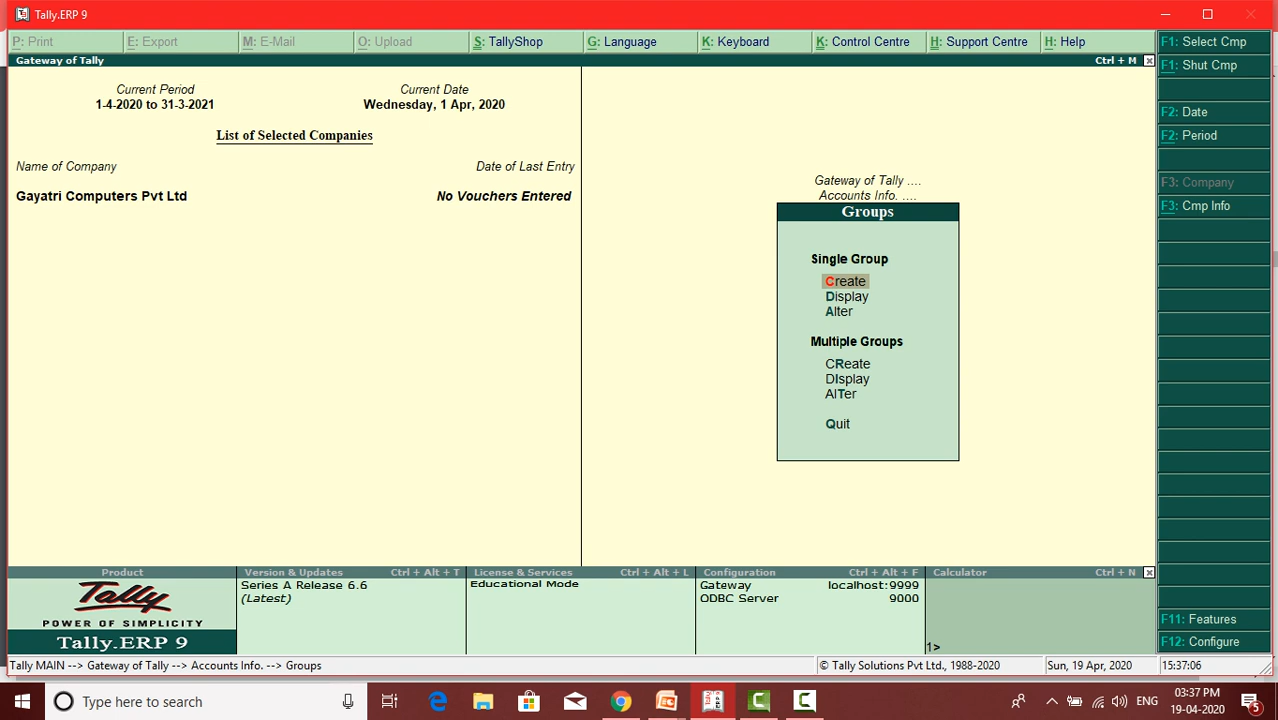 Tally.ERP 9
P: Print
E: Export
M: E-Mail
O: Upload
S: TallyShop
G: Language
K: Keyboard
K: Control Centre
H: Support Centre
H: Help
F1: Select Cmp
F1: Shut Cmp
F2: Date
F2: Period
F3: Company
F3: Cmp Info
F11: Features
F12: Configure
Gateway of Tally
Ctrl + M
Current Period
1-4-2020 to 31-3-2021
Current Date
Wednesday, 1 Apr, 2020
List of Selected Companies
Name of Company
Date of Last Entry
Gayatri Computers Pvt Ltd
No Vouchers Entered
Gateway of Tally ....
Accounts Info. ....
Groups
Single Group
Create
Display
Alter
Multiple Groups
CReate
DIsplay
AlTer
Quit
Product
Tally
POWER OF SIMPLICITY
Tally.ERP 9
Version & Updates
Ctrl + Alt + T
Series A Release 6.6
(Latest)
License & Services
Ctrl + Alt + L
Educational Mode
Configuration
Ctrl + Alt + F
Gateway
localhost:9999
ODBC Server
9000
Calculator
Ctrl + N
1>
Tally MAIN --> Gateway of Tally --> Accounts Info. --> Groups
© Tally Solutions Pvt Ltd., 1988-2020
Sun, 19 Apr, 2020
15:37:06
Type here to search
ENG
03:37 PM
19-04-2020
5